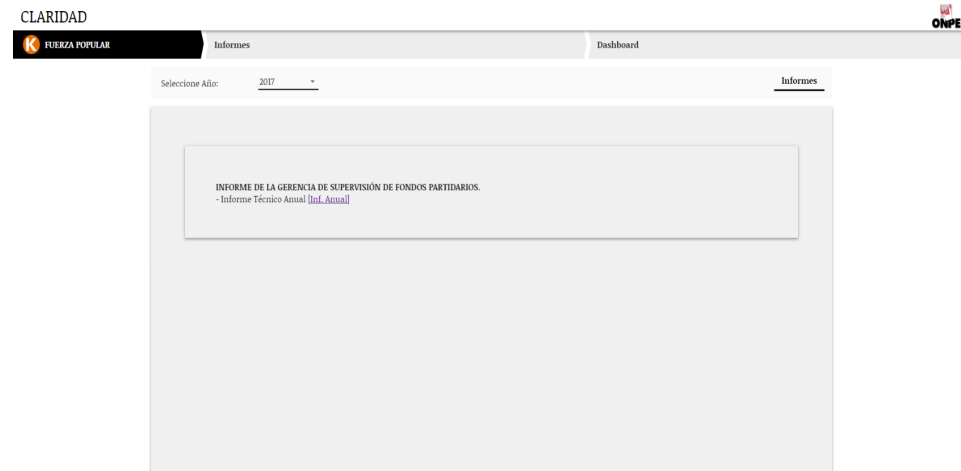 CLARIDAD
ONPE
K FUERZA POPULAR
Informes
Dashboard
Seleccione Año:
2017
Informes
INFORME DE LA GERENCIA DE SUPERVISIÓN DE FONDOS PARTIDARIOS.
- Informe Técnico Anual [Inf. Anual]